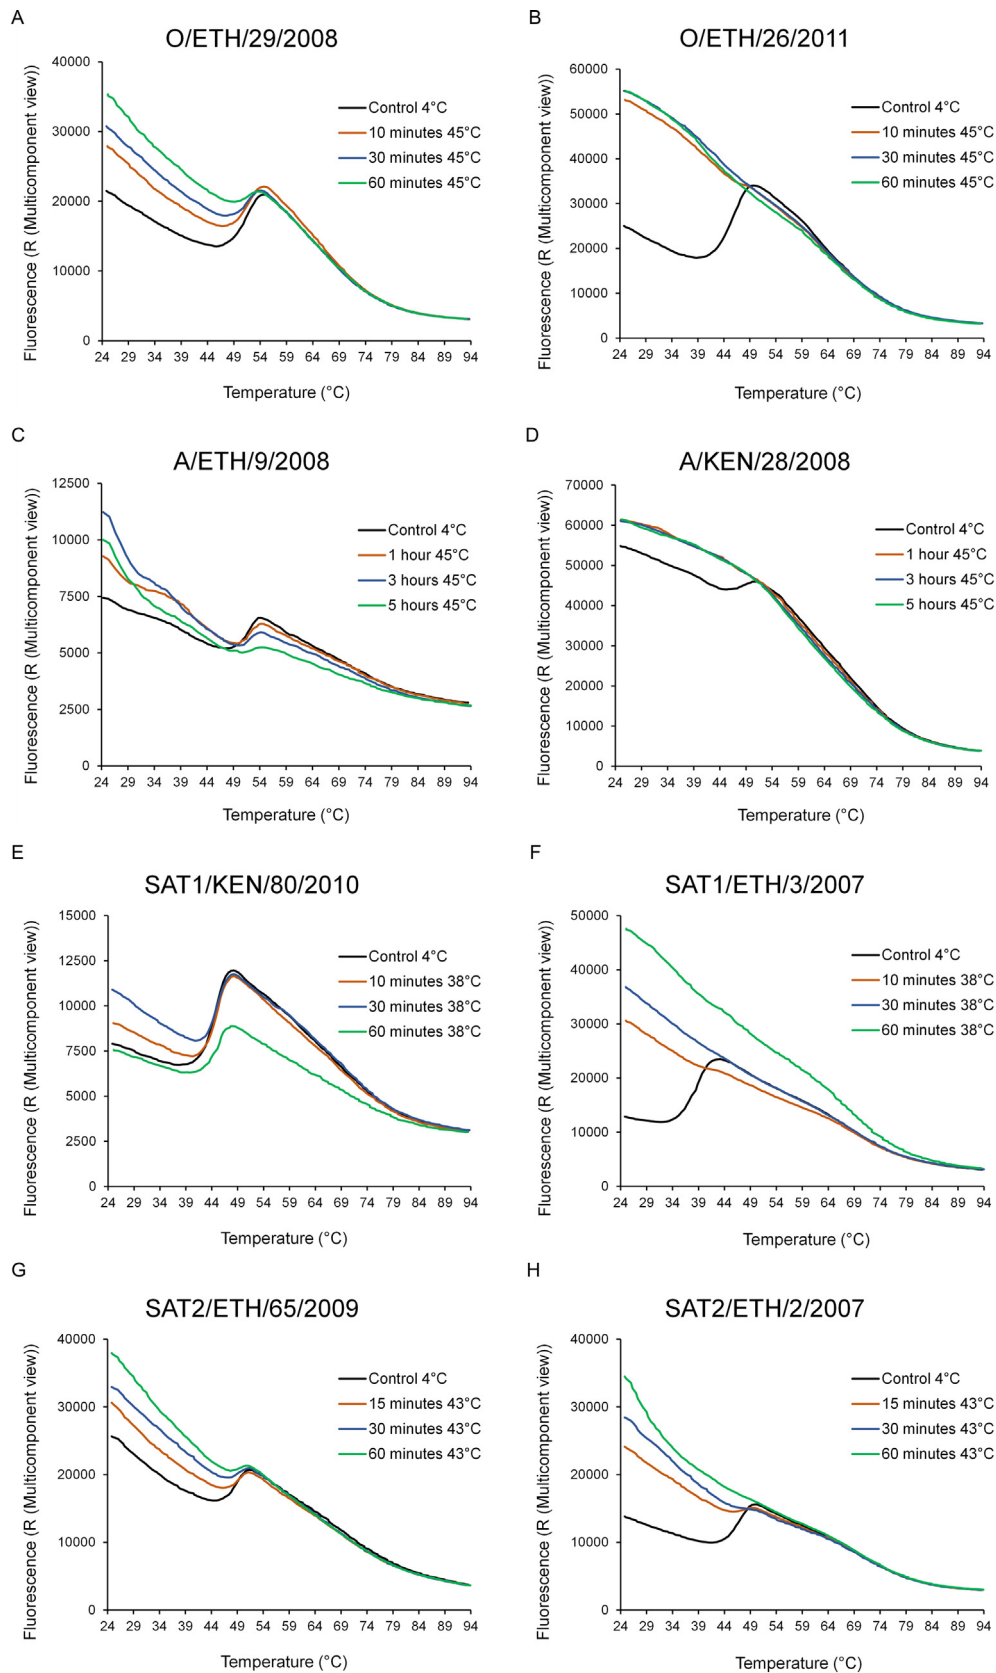 A
O/ETH/29/2008
Fluorescence (R (Multicomponent view))
40000
30000
20000
10000
0
Control 4°C
10 minutes 45°C
30 minutes 45°C
60 minutes 45°C
24 29 34 39 44 49 54 59 64 69 74 79 84 89 94
Temperature (°C)
B
O/ETH/26/2011
Fluorescence (R (Multicomponent view))
60000
50000
40000
30000
20000
10000
0
Control 4°C
10 minutes 45°C
30 minutes 45°C
60 minutes 45°C
24 29 34 39 44 49 54 59 64 69 74 79 84 89 94
Temperature (°C)
C
A/ETH/9/2008
Fluorescence (R (Multicomponent view))
12500
10000
7500
5000
2500
0
Control 4°C
1 hour 45°C
3 hours 45°C
5 hours 45°C
24 29 34 39 44 49 54 59 64 69 74 79 84 89 94
Temperature (°C)
D
A/KEN/28/2008
Fluorescence (R (Multicomponent view))
70000
60000
50000
40000
30000
20000
10000
0
Control 4°C
1 hour 45°C
3 hours 45°C
5 hours 45°C
24 29 34 39 44 49 54 59 64 69 74 79 84 89 94
Temperature (°C)
E
SAT1/KEN/80/2010
Fluorescence (R (Multicomponent view))
15000
12500
10000
7500
5000
2500
0
Control 4°C
10 minutes 38°C
30 minutes 38°C
60 minutes 38°C
24 29 34 39 44 49 54 59 64 69 74 79 84 89 94
Temperature (°C)
F
SAT1/ETH/3/2007
Fluorescence (R (Multicomponent view))
50000
40000
30000
20000
10000
0
Control 4°C
10 minutes 38°C
30 minutes 38°C
60 minutes 38°C
24 29 34 39 44 49 54 59 64 69 74 79 84 89 94
Temperature (°C)
G
SAT2/ETH/65/2009
Fluorescence (R (Multicomponent view))
40000
30000
20000
10000
0
Control 4°C
15 minutes 43°C
30 minutes 43°C
60 minutes 43°C
24 29 34 39 44 49 54 59 64 69 74 79 84 89 94
Temperature (°C)
H
SAT2/ETH/2/2007
Fluorescence (R (Multicomponent view))
40000
30000
20000
10000
0
Control 4°C
15 minutes 43°C
30 minutes 43°C
60 minutes 43°C
24 29 34 39 44 49 54 59 64 69 74 79 84 89 94
Temperature (°C)